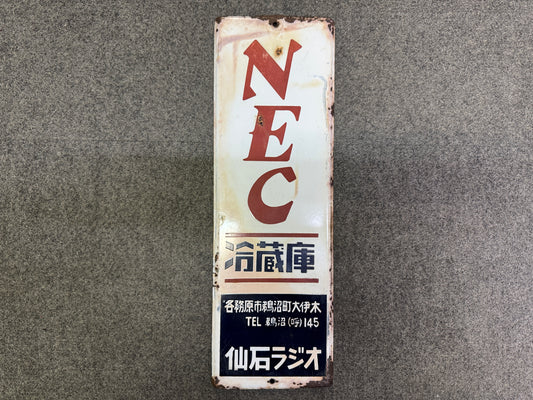 NEC
冷蔵庫
各務原市鵜沼町大伊木
TEL 鵜沼(呼)145
仙石ラジオ